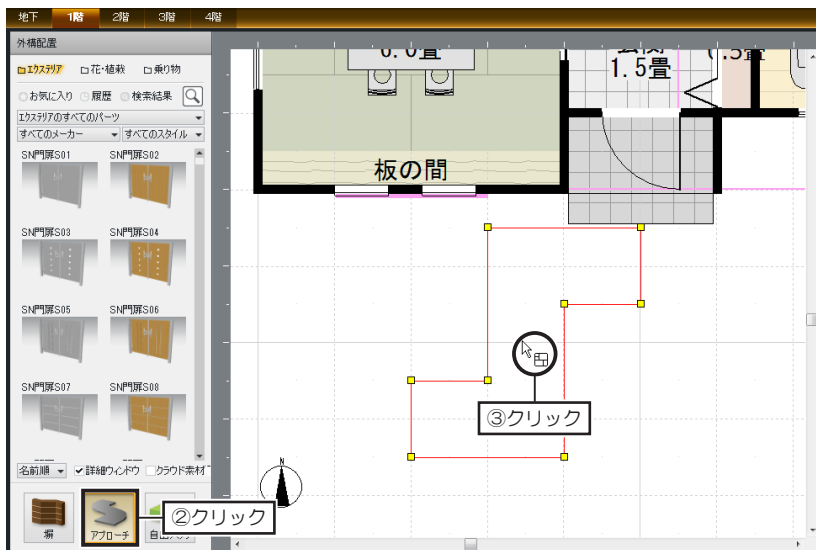 地下 1階 2階 3階 4階
外構配置
エクステリア 花・植栽 乗り物
お気に入り 履歴 検索結果
エクステリアのすべてのパーツ
すべてのメーカー すべてのスタイル
SN門扉S01 SN門扉S02
SN門扉S03 SN門扉S04
SN門扉S05 SN門扉S06
SN門扉S07 SN門扉S08
名前順 詳細ウィンドウ クラウド素材
塀 アプローチ
②クリック
1.5畳
板の間
③クリック
N